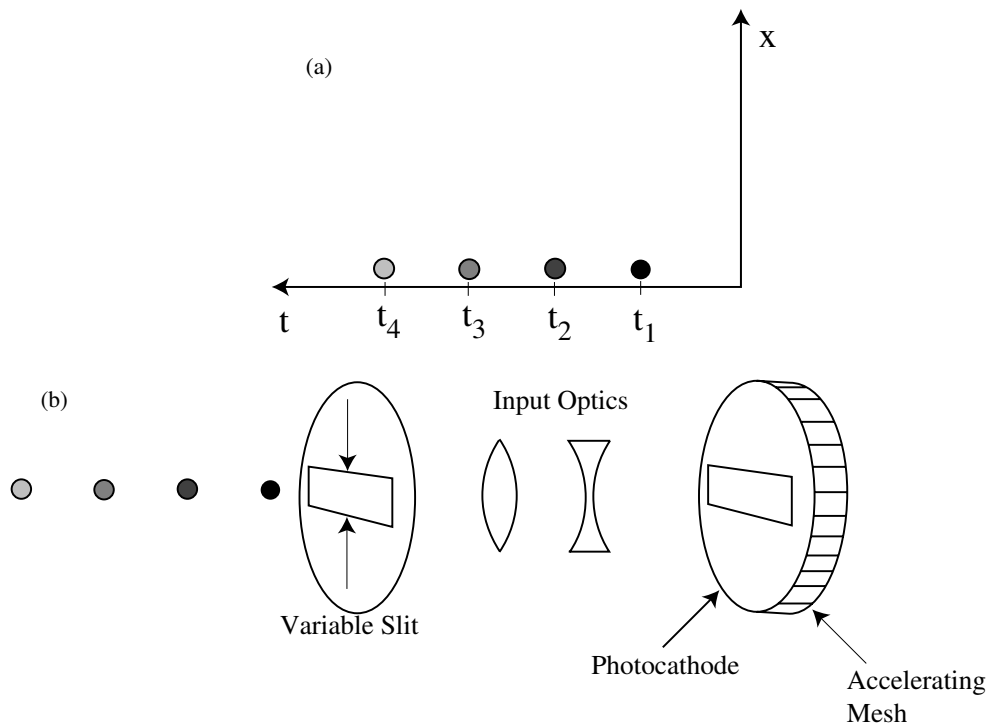 (a)
x
t
t4
t3
t2
t1
(b)
Input Optics
Variable Slit
Photocathode
Accelerating
Mesh